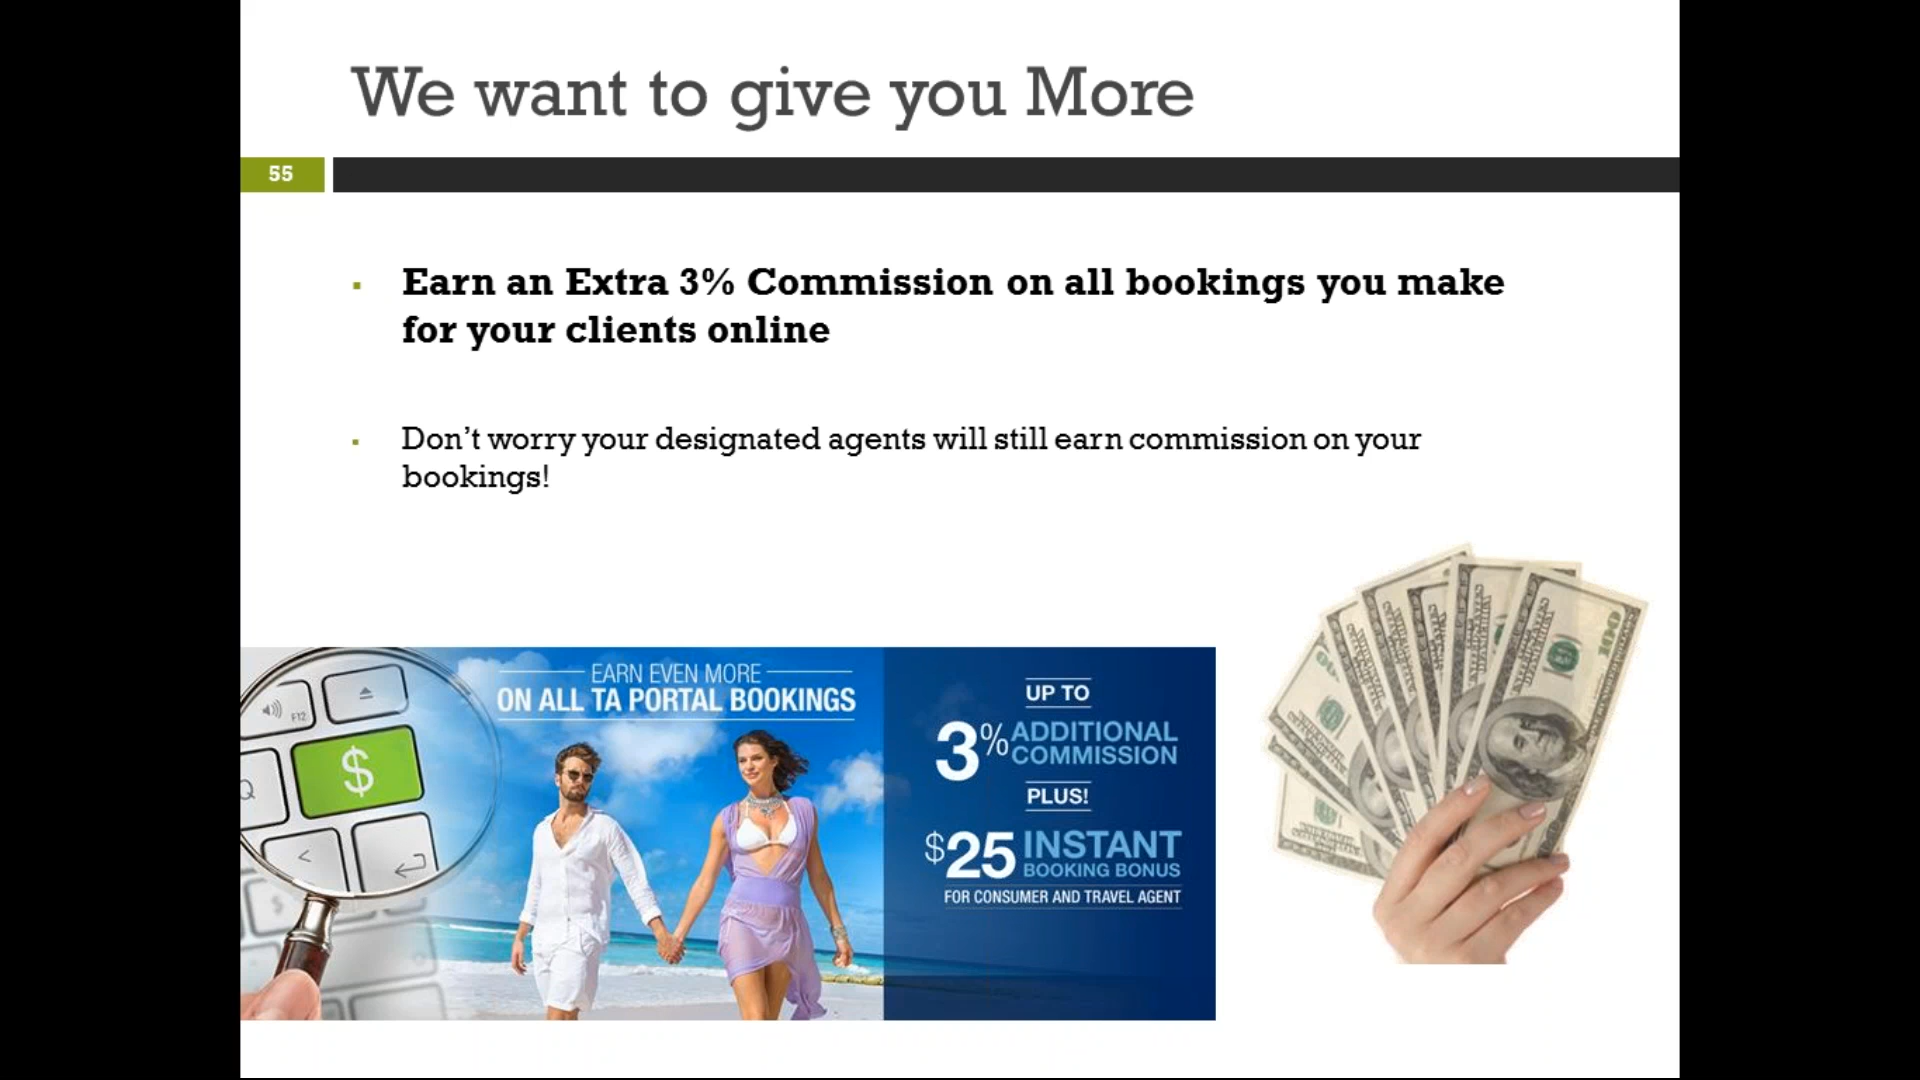 We want to give you More
55
Earn an Extra 3% Commission on all bookings you make
for your clients online
Don't worry your designated agents will still earn commission on your
bookings!
EARN EVEN MORE
ON ALL TA PORTAL BOOKINGS
UP TO
3% ADDITIONAL
COMMISSION
PLUS!
$25 INSTANT
BOOKING BONUS
FOR CONSUMER AND TRAVEL AGENT
F12
Q
$
<
$
100